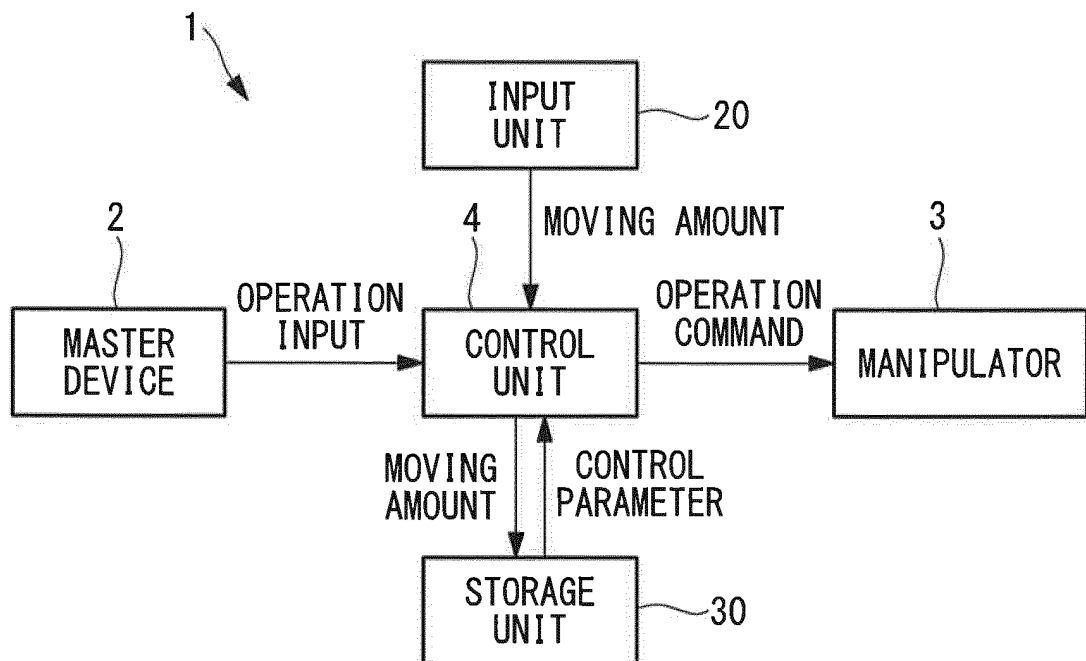 1
INPUT
UNIT
20
MOVING AMOUNT
2
4
3
OPERATION
INPUT
OPERATION
COMMAND
MASTER
DEVICE
CONTROL
UNIT
MANIPULATOR
MOVING
AMOUNT
CONTROL
PARAMETER
STORAGE
UNIT
30